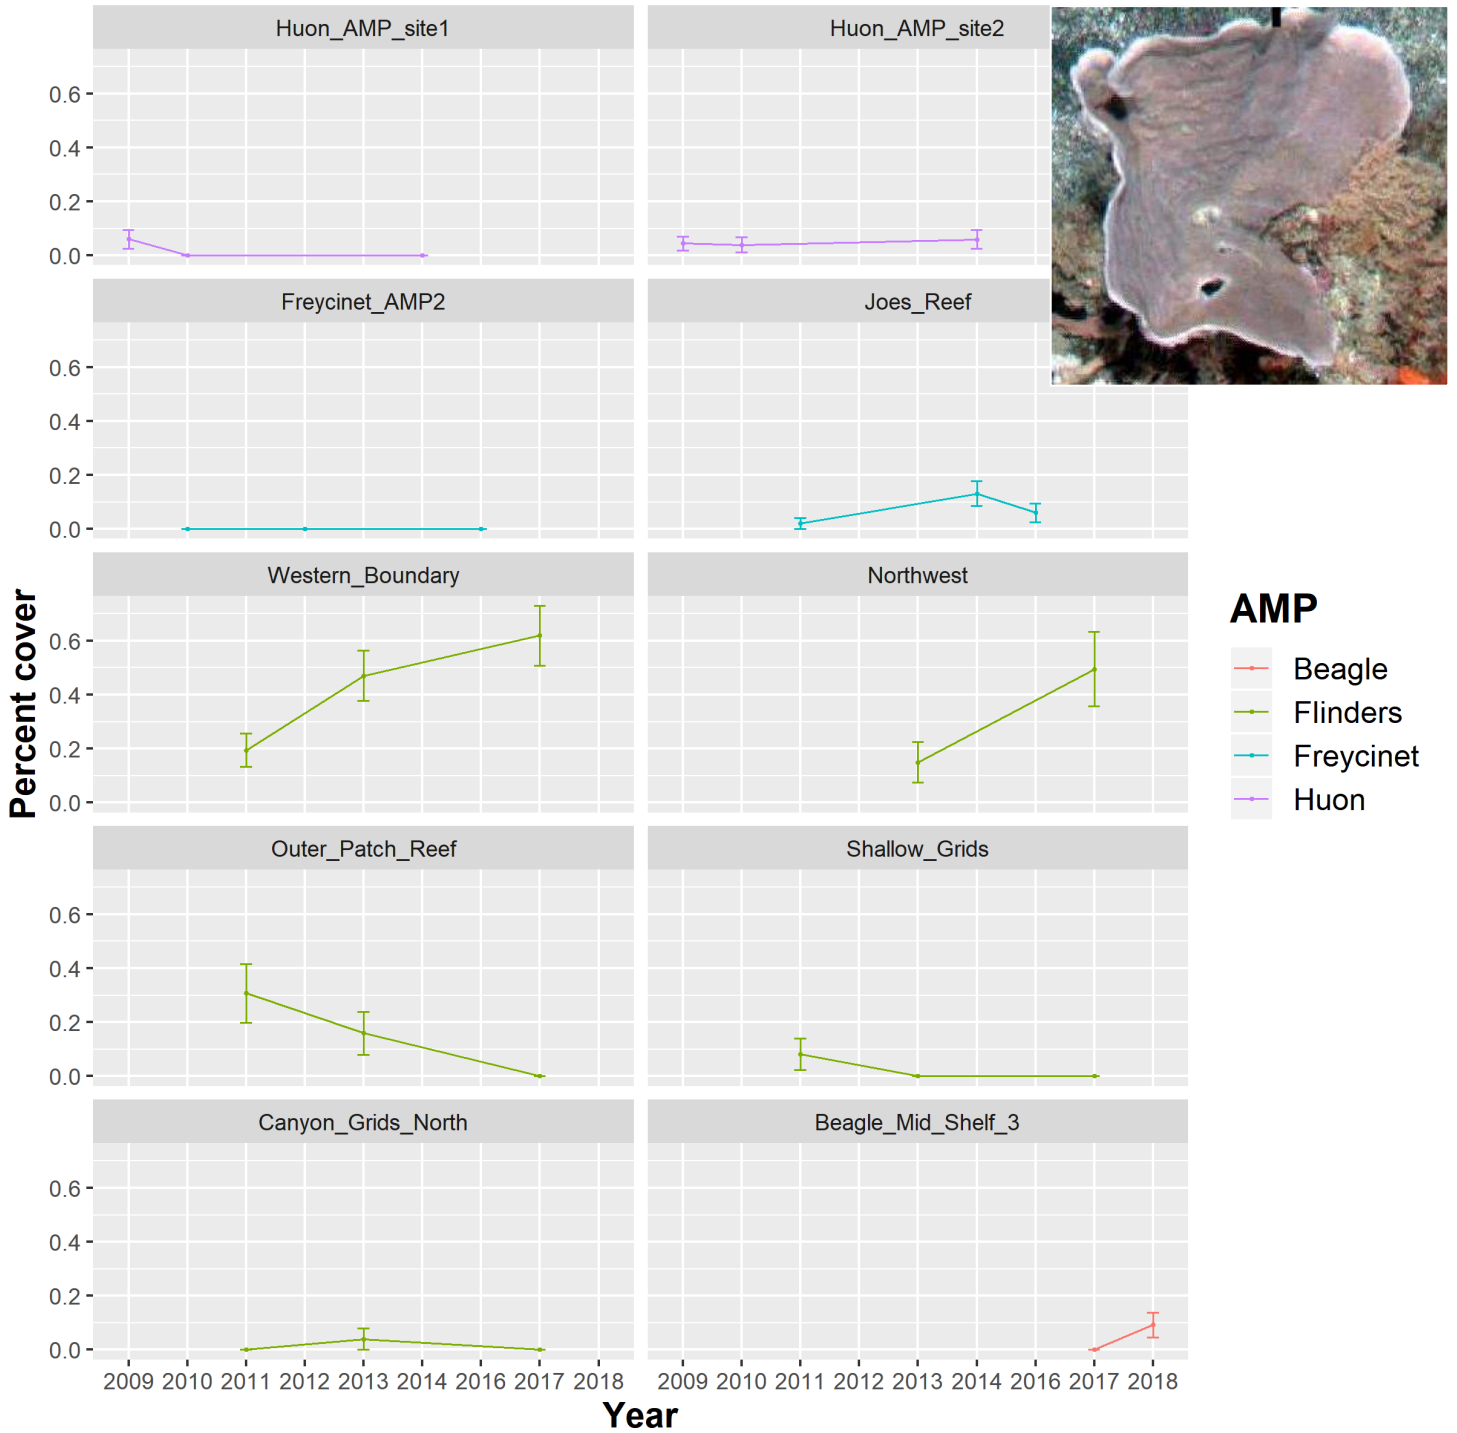 Huon_AMP_site1
Huon_AMP_site2
0.6
0.4
0.2
0.0
Freycinet_AMP2
Joes_Reef
0.6
0.4
0.2
0.0
Western_Boundary
Northwest
0.6
0.4
0.2
0.0
Outer_Patch_Reef
Shallow_Grids
0.6
0.4
0.2
0.0
Canyon_Grids_North
Beagle_Mid_Shelf_3
0.6
0.4
0.2
0.0
2009 2010 2011 2012 2013 2014 2016 2017 2018
2009 2010 2011 2012 2013 2014 2016 2017 2018
Year
Percent cover
AMP
Beagle
Flinders
Freycinet
Huon